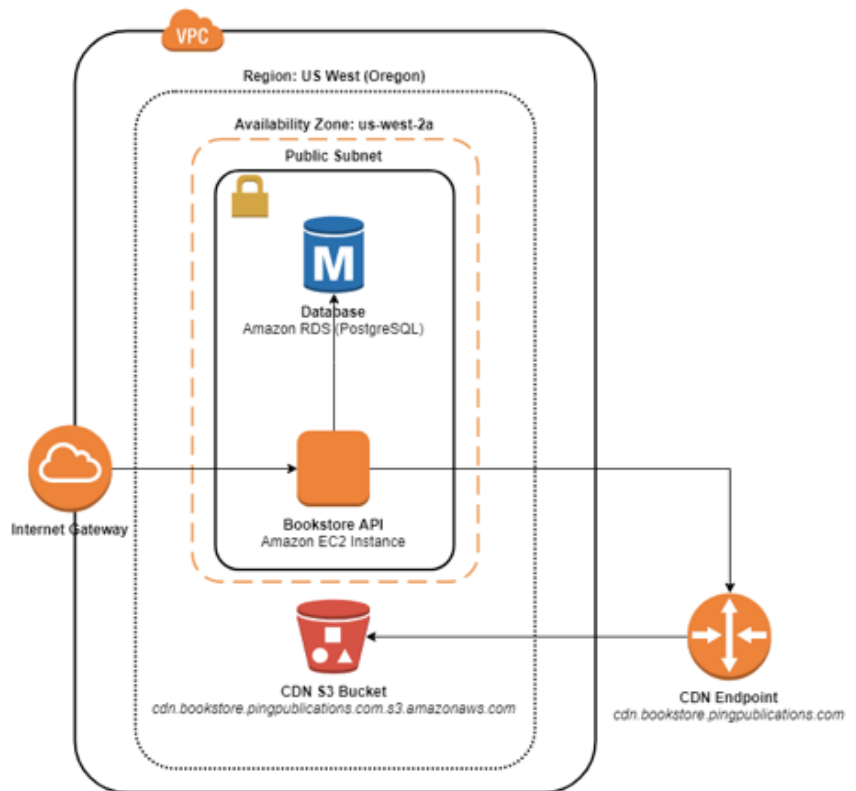 VPC
Region: US West (Oregon)
Availability Zone: us-west-2a
Public Subnet
M
Database
Amazon RDS (PostgreSQL)
Internet Gateway
Bookstore API
Amazon EC2 Instance
CDN S3 Bucket
cdn.bookstore.pingpublications.com.s3.amazonaws.com
CDN Endpoint
cdn.bookstore.pingpublications.com